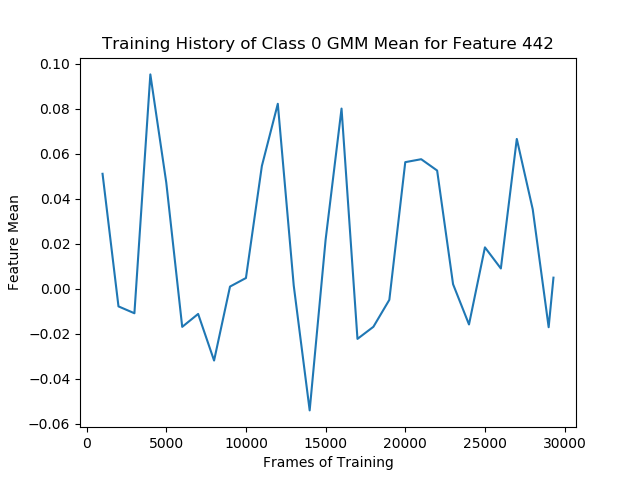 Training History of Class 0 GMM Mean for Feature 442
0.10
0.08
0.06
0.04
0.02
0.00
−0.02
−0.04
−0.06
Feature Mean
0 5000 10000 15000 20000 25000 30000
Frames of Training